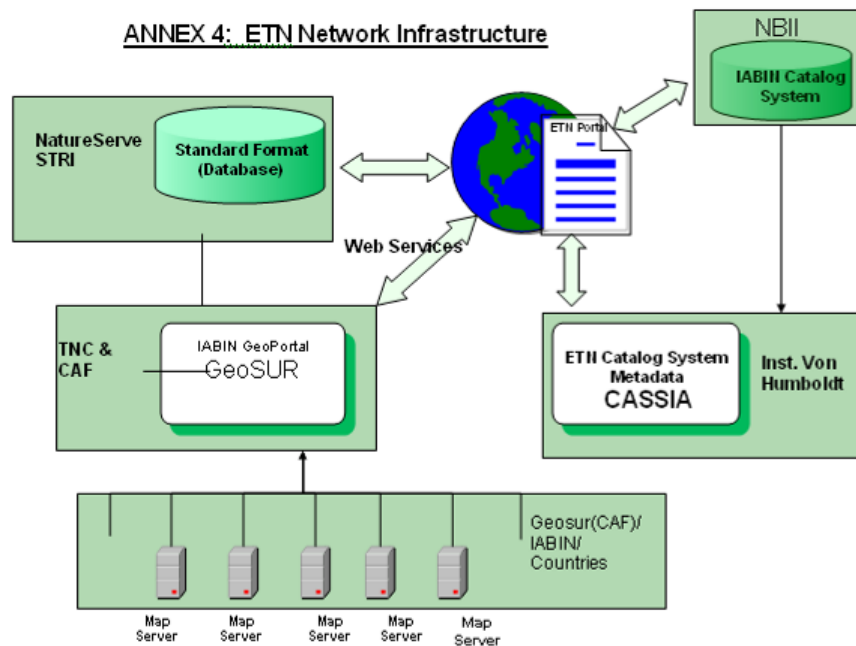 ANNEX 4: ETN Network Infrastructure
NBII
IABIN Catalog
System
NatureServe
STRI
Standard Format
(Database)
ETN Portal
Web Services
TNC &
CAF
IABIN GeoPortal
GeoSUR
ETN Catalog System
Metadata
CASSIA
Inst. Von
Humboldt
Geosur(CAF)/
IABIN/
Countries
Map
Server
Map
Server
Map
Server
Map
Server
Map
Server